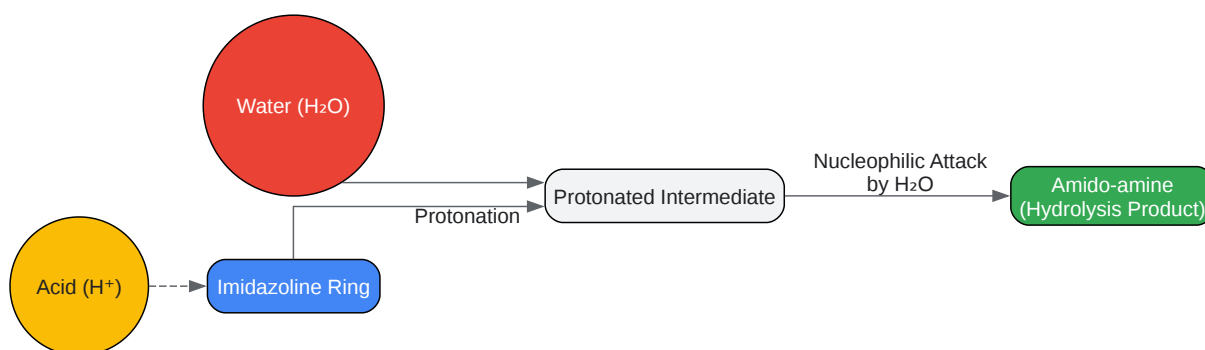 Water (H₂O)
Nucleophilic Attack
by H₂O
Protonated Intermediate
Amido-amine
(Hydrolysis Product)
Protonation
Acid (H⁺)
Imidazoline Ring